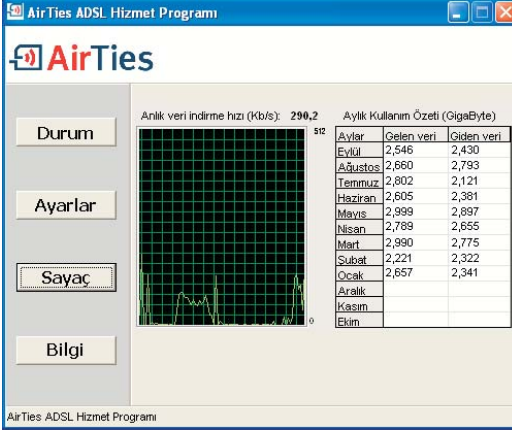 AirTies ADSL Hizmet Programı
AirTies
Durum
Ayarlar
Sayaç
Bilgi
Anlık veri indirme hızı (Kb/s): 290,2
512
0
Aylık Kullanım Özeti (GigaByte)
Aylar Gelen veri Giden veri
Eylül 2,546 2,430
Ağustos 2,660 2,793
Temmuz 2,802 2,121
Haziran 2,605 2,381
Mayıs 2,999 2,897
Nisan 2,789 2,655
Mart 2,990 2,775
Şubat 2,221 2,322
Ocak 2,657 2,341
Aralık
Kasım
Ekim
AirTies ADSL Hizmet Programı